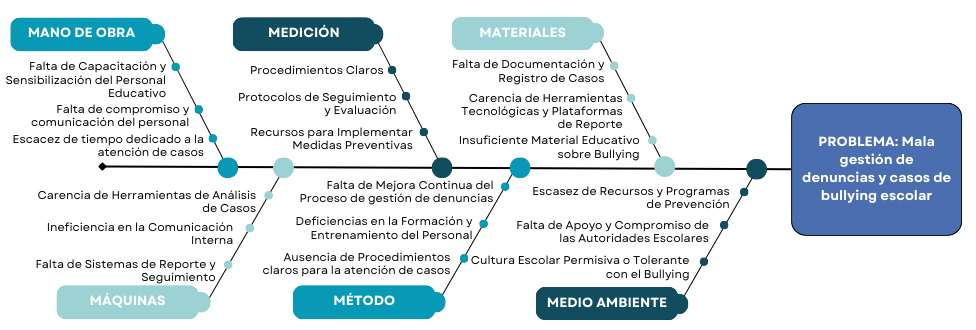 MANO DE OBRA
Falta de Capacitación y
Sensibilización del Personal
Educativo
Falta de compromiso y
comunicación del personal
Escacez de tiempo dedicado a la
atención de casos
MEDICIÓN
Procedimientos Claros
Protocolos de Seguimiento
y Evaluación
Recursos para Implementar
Medidas Preventivas
MATERIALES
Falta de Documentación y
Registro de Casos
Carencia de Herramientas
Tecnológicas y Plataformas
de Reporte
Insuficiente Material Educativo
sobre Bullying
PROBLEMA: Mala
gestión de
denuncias y casos de
bullying escolar
Carencia de Herramientas de Análisis
de Casos
Ineficiencia en la Comunicación
Interna
Falta de Sistemas de Reporte y
Seguimiento
MÁQUINAS
Falta de Mejora Continua del
Proceso de gestión de denuncias
Deficiencias en la Formación y
Entrenamiento del Personal
Ausencia de Procedimientos
claros para la atención de casos
MÉTODO
Escasez de Recursos y Programas
de Prevención
Falta de Apoyo y Compromiso de
las Autoridades Escolares
Cultura Escolar Permisiva o Tolerante
con el Bullying
MEDIO AMBIENTE